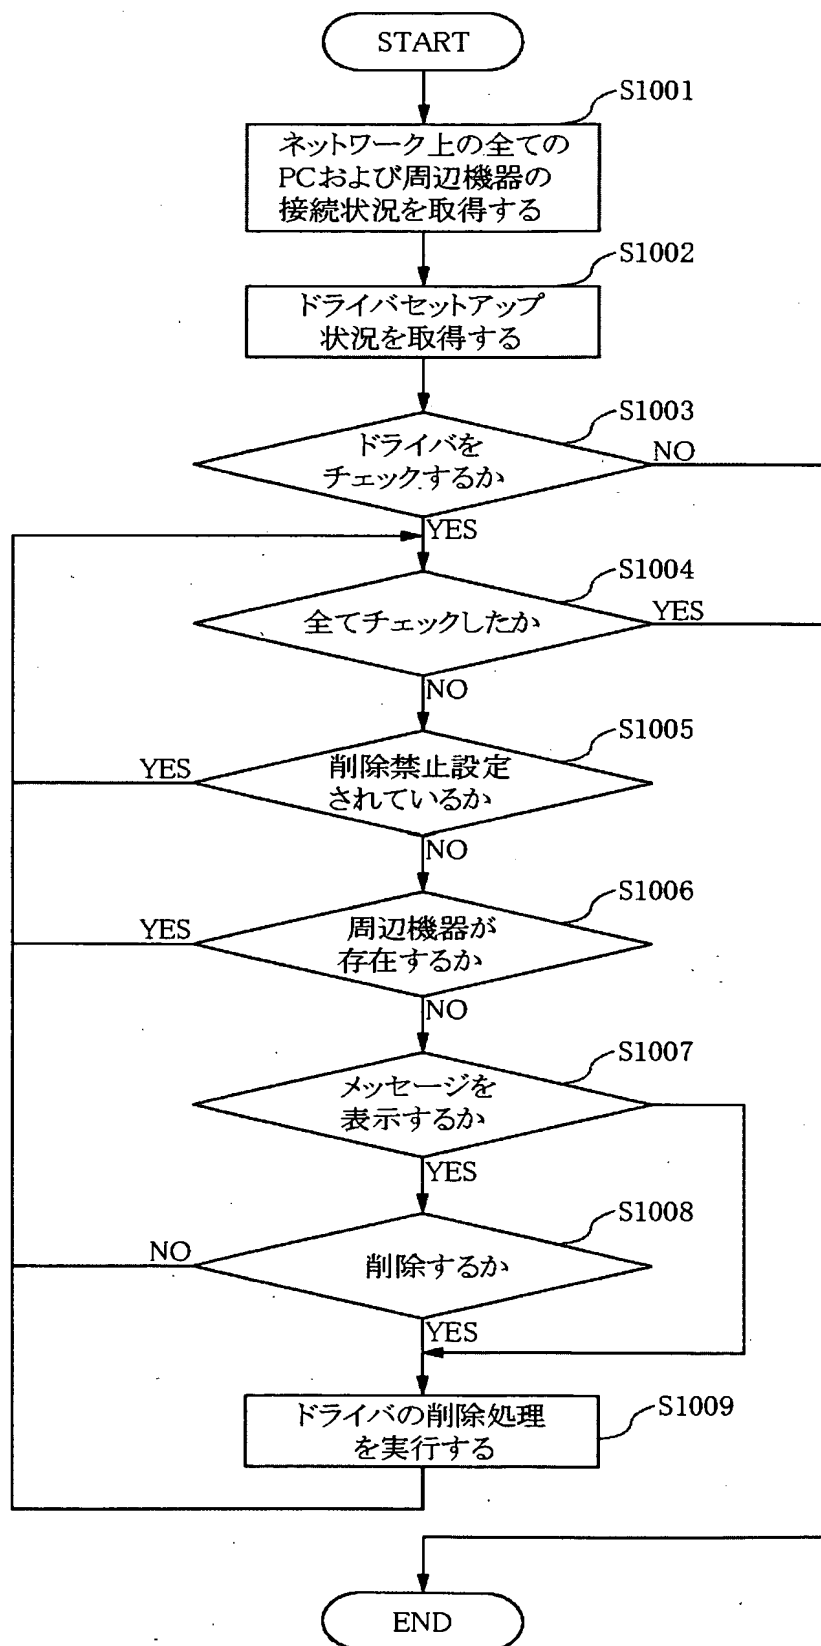 START
S1001
ネットワーク上の全ての
PCおよび周辺機器の
接続状況を取得する
S1002
ドライバセットアップ
状況を取得する
S1003
ドライバを
チェックするか
NO
YES
S1004
全てチェックしたか
YES
NO
S1005
削除禁止設定
されているか
YES
NO
S1006
周辺機器が
存在するか
YES
NO
S1007
メッセージを
表示するか
YES
S1008
削除するか
NO
YES
S1009
ドライバの削除処理
を実行する
END